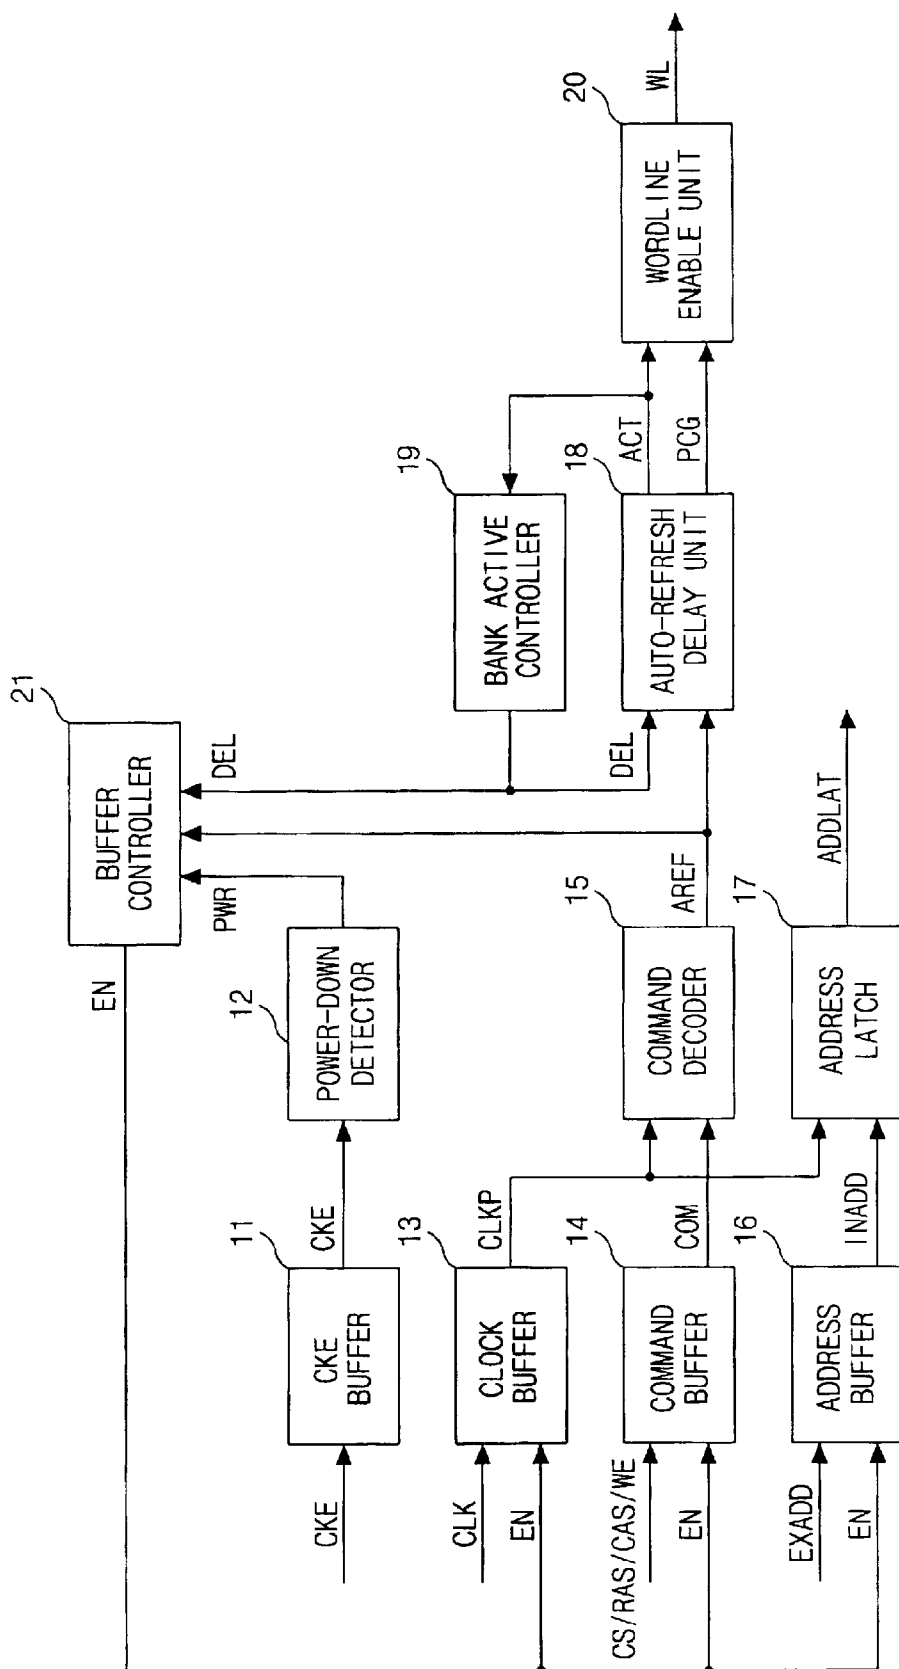 21
BUFFER
CONTROLLER
EN
PWR
DEL
11
CKE
CKE
BUFFER
CKE
12
POWER-DOWN
DETECTOR
19
BANK ACTIVE
CONTROLLER
13
CLK
EN
CLOCK
BUFFER
CLKP
14
CS/RAS/CAS/WE
EN
COMMAND
BUFFER
COM
15
COMMAND
DECODER
AREF
DEL
18
AUTO-REFRESH
DELAY UNIT
ACT
PCG
20
WORDLINE
ENABLE UNIT
WL
16
EXADD
EN
ADDRESS
BUFFER
INADD
17
ADDRESS
LATCH
ADDLAT